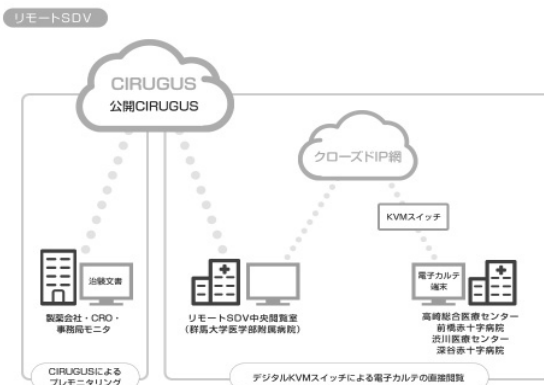 リモートSDV
CIRUGUS
公開CIRUGUS
クローズドIP網
KVMスイッチ
治験文書
電子カルテ
端末
製薬会社・CRO・
事務局モニタ
リモートSDV中央閲覧室
(群馬大学医学部附属病院)
高崎総合医療センター
前橋赤十字病院
渋川医療センター
深谷赤十字病院
CIRUGUSによる
プレモニタリング
デジタルKVMスイッチによる電子カルテの直接閲覧